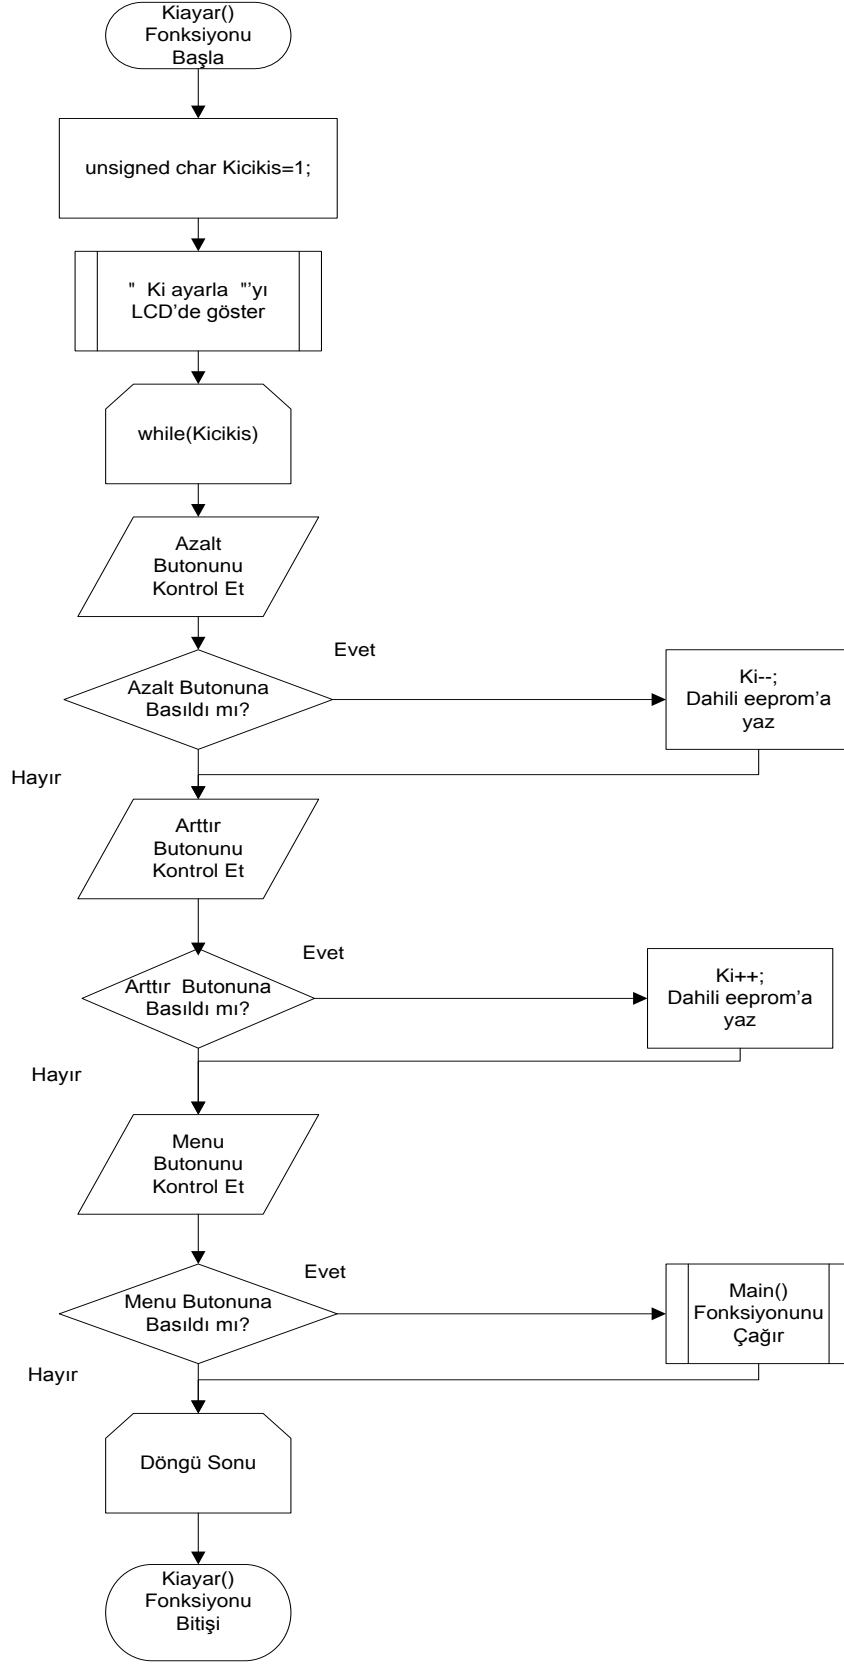 Kiayar()
Fonksiyonu
Başla
unsigned char Kicikis=1;
"  Ki ayarla  "'yı
LCD’de göster
while(Kicikis)
Azalt
Butonunu
Kontrol Et
Evet
Azalt Butonuna
Basıldı mı?
Ki--;
Dahili eeprom’a
yaz
Hayır
Arttır
Butonunu
Kontrol Et
Evet
Arttır  Butonuna
Basıldı mı?
Ki++;
Dahili eeprom’a
yaz
Hayır
Menu
Butonunu
Kontrol Et
Evet
Menu Butonuna
Basıldı mı?
Main()
Fonksiyonunu
Çağır
Hayır
Döngü Sonu
Kiayar()
Fonksiyonu
Bitişi